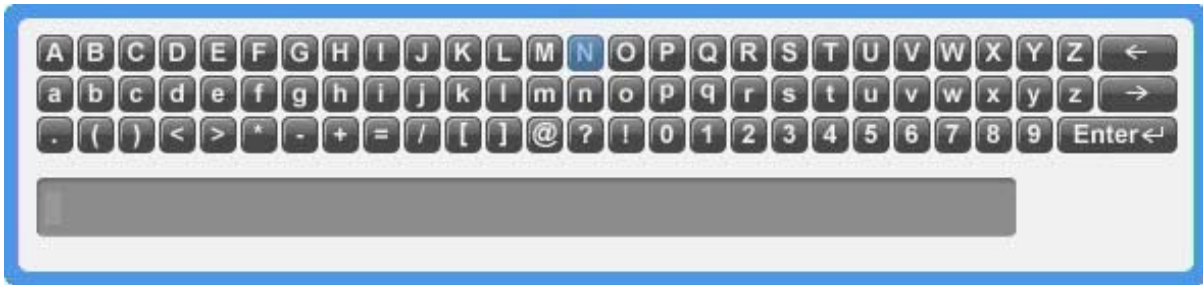 A B C D E F G H I J K L M N O P Q R S T U V W X Y Z ←
a b c d e f g h i j k l m n o p q r s t u v w x y z →
. ( ) < > * - + = / [ ] @ ? ! 0 1 2 3 4 5 6 7 8 9 Enter↵